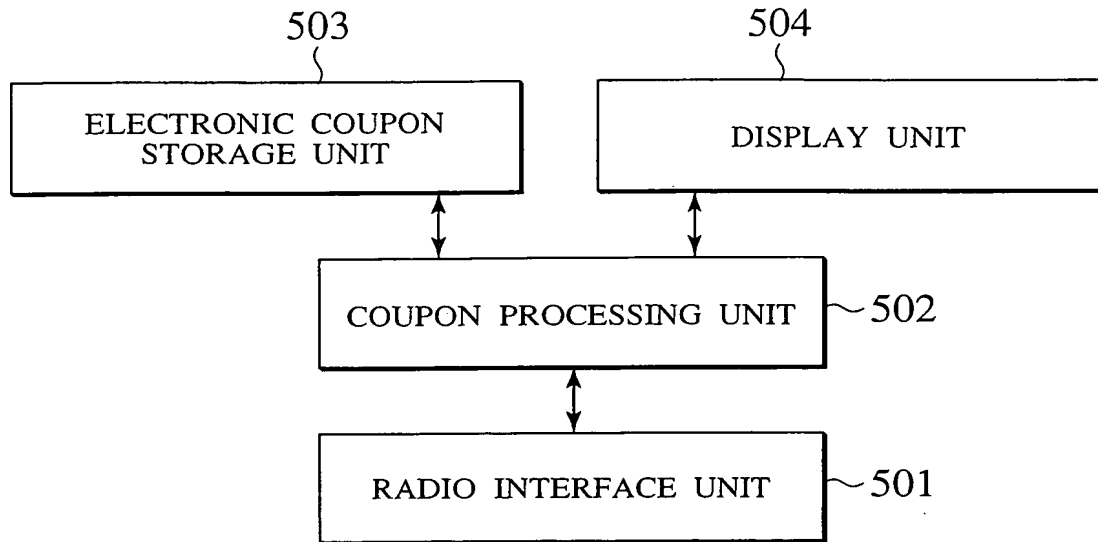 503
504
ELECTRONIC COUPON
STORAGE UNIT
DISPLAY UNIT
COUPON PROCESSING UNIT
502
RADIO INTERFACE UNIT
501